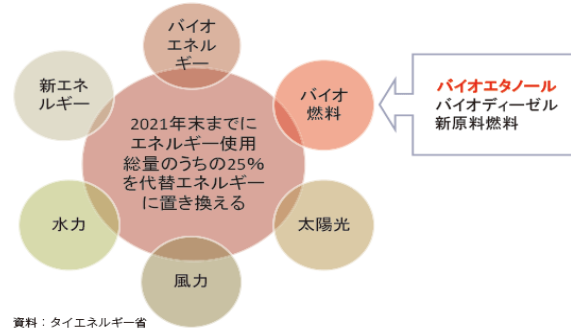 バイオ
エネル
ギー
新エネ
ルギー
バイオ
燃料
バイオエタノール
バイオディーゼル
新原料燃料
2021年末までに
エネルギー使用
総量のうちの25%
を代替エネルギー
に置き換える
水力
太陽光
風力
資料：タイエネルギー省